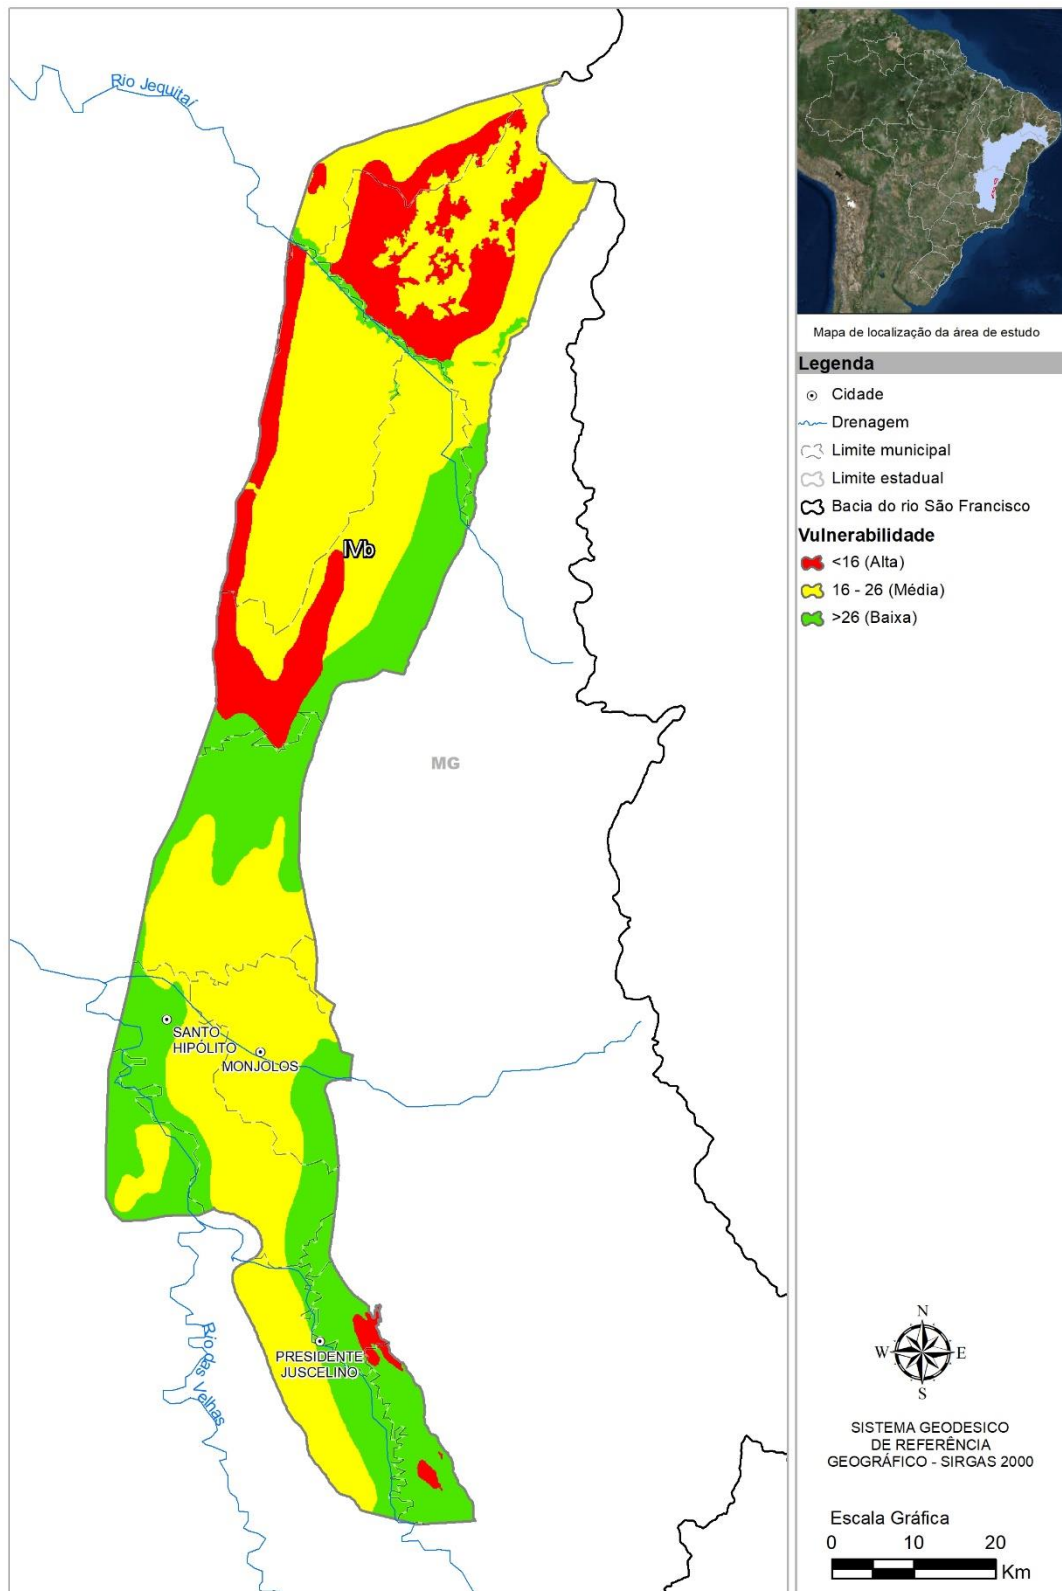 Rio Jequitaí
IVb
MG
SANTO
HIPÓLITO
MONJOLOS
PRESIDENTE
JUSCELINO
Rio das Velhas
Mapa de localização da área de estudo
Legenda
Cidade
Drenagem
Limite municipal
Limite estadual
Bacia do rio São Francisco
Vulnerabilidade
<16 (Alta)
16 - 26 (Média)
>26 (Baixa)
N
W
E
S
SISTEMA GEODESICO
DE REFERÊNCIA
GEOGRÁFICO - SIRGAS 2000
Escala Gráfica
0 10 20
Km